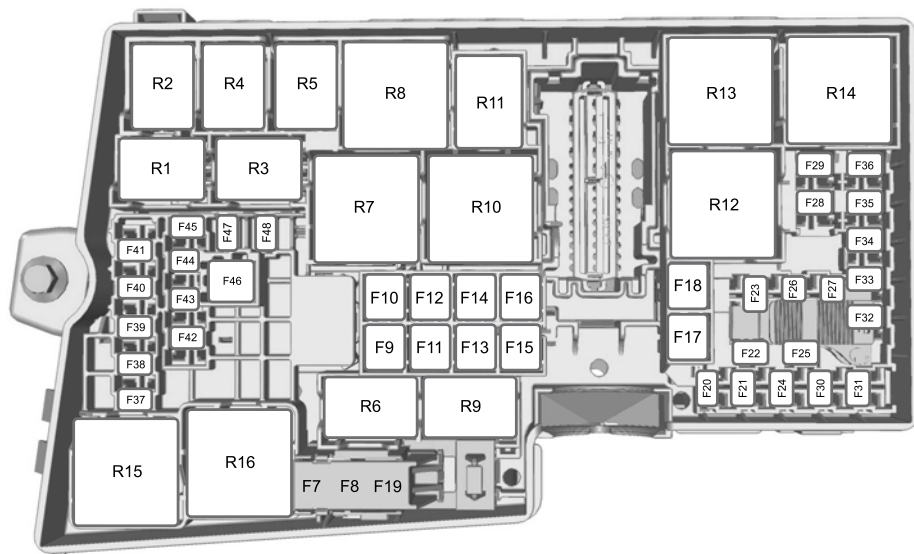 R2 R4 R5 R8 R11 R13 R14
R1 R3 R7 R10 R12 F29 F36
F28 F35
F45 F47 F48 F34
F41 F44 F46 F33
F40 F43 F10 F12 F14 F16 F18 F23 F26 F27
F39 F42 F9 F11 F13 F15 F17 F32
F38 F22 F25
F37 R6 R9 F20 F21 F24 F30 F31
R15 R16 F7 F8 F19